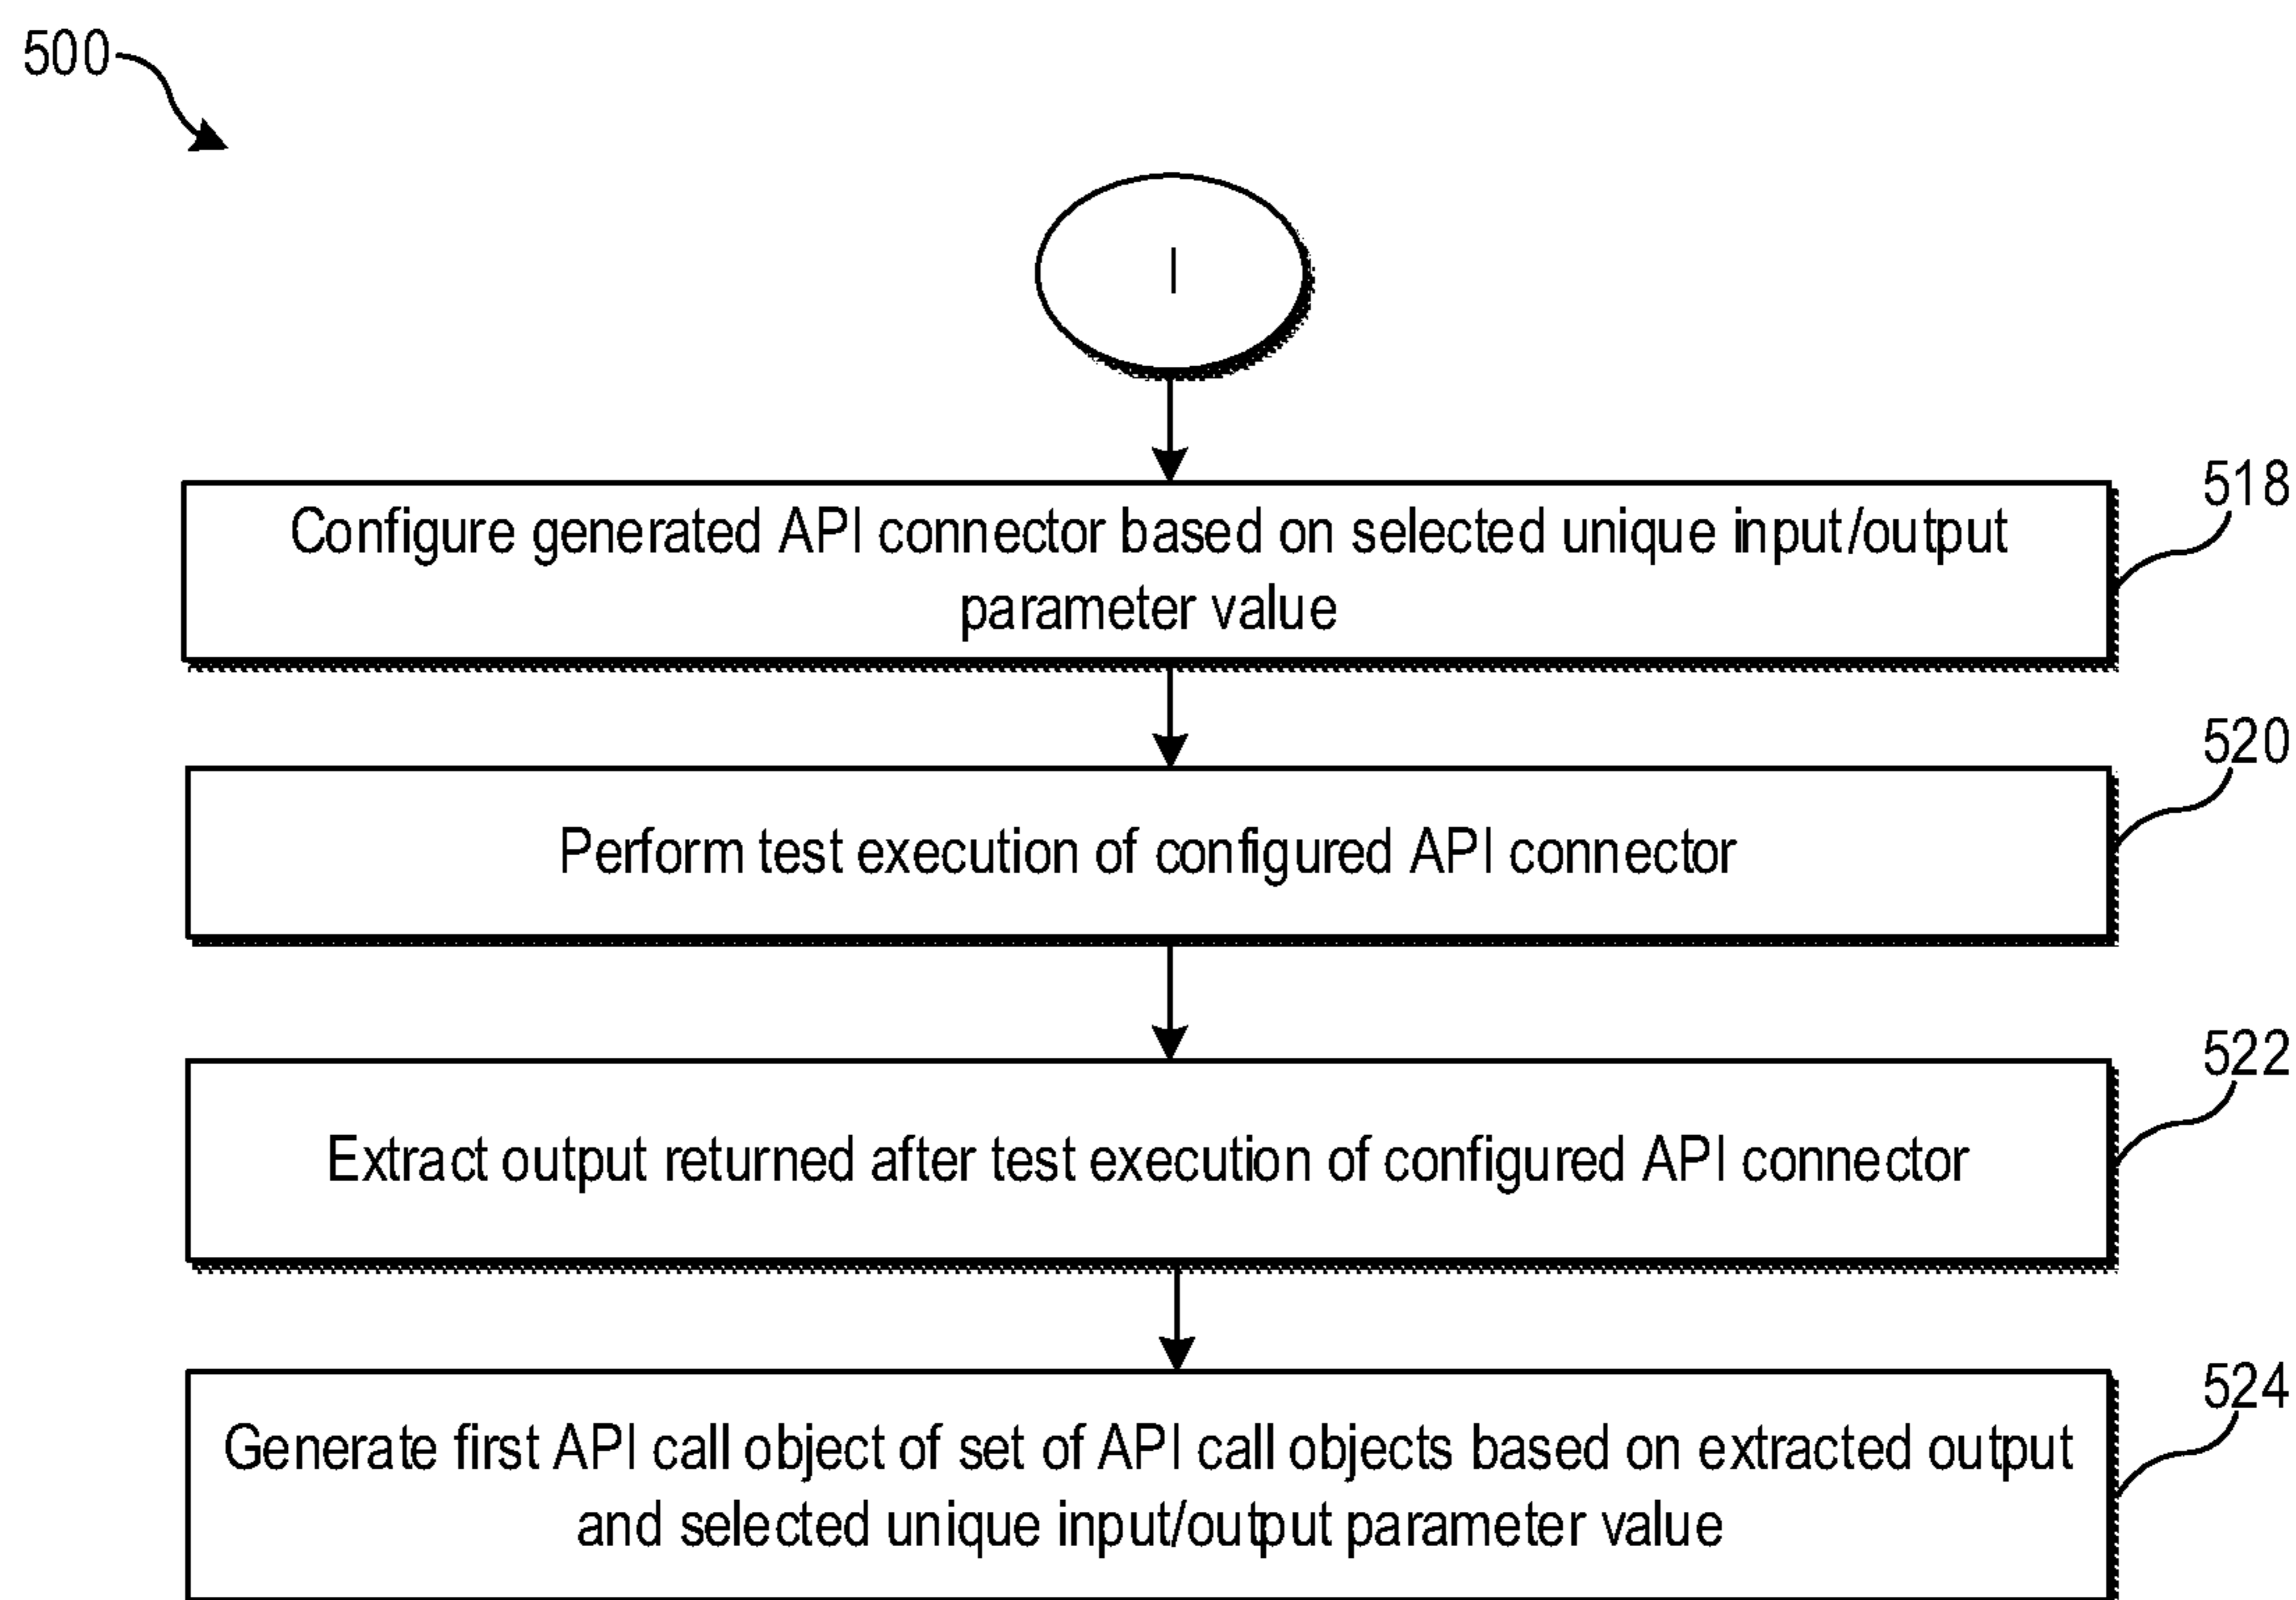 500
I
Configure generated API connector based on selected unique input/output
parameter value
518
Perform test execution of configured API connector
520
Extract output returned after test execution of configured API connector
522
Generate first API call object of set of API call objects based on extracted output
and selected unique input/output parameter value
524